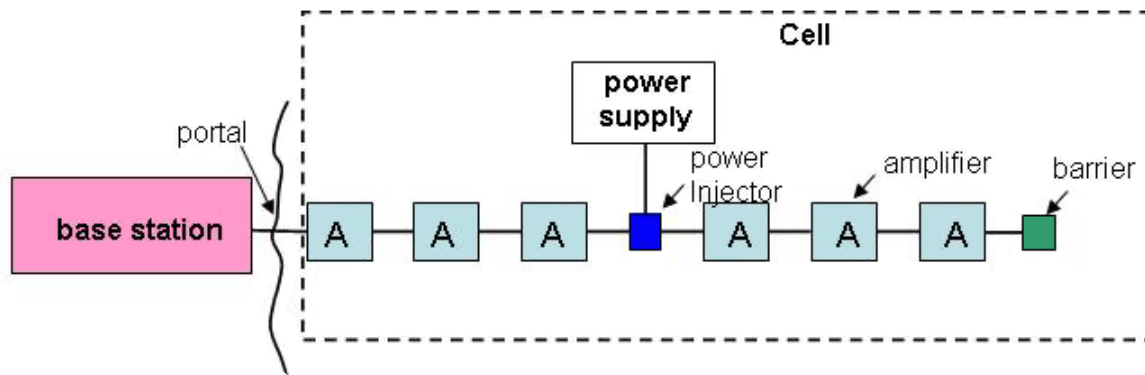 Cell
power
supply
portal
power
Injector
amplifier
barrier
base station
A
A
A
A
A
A